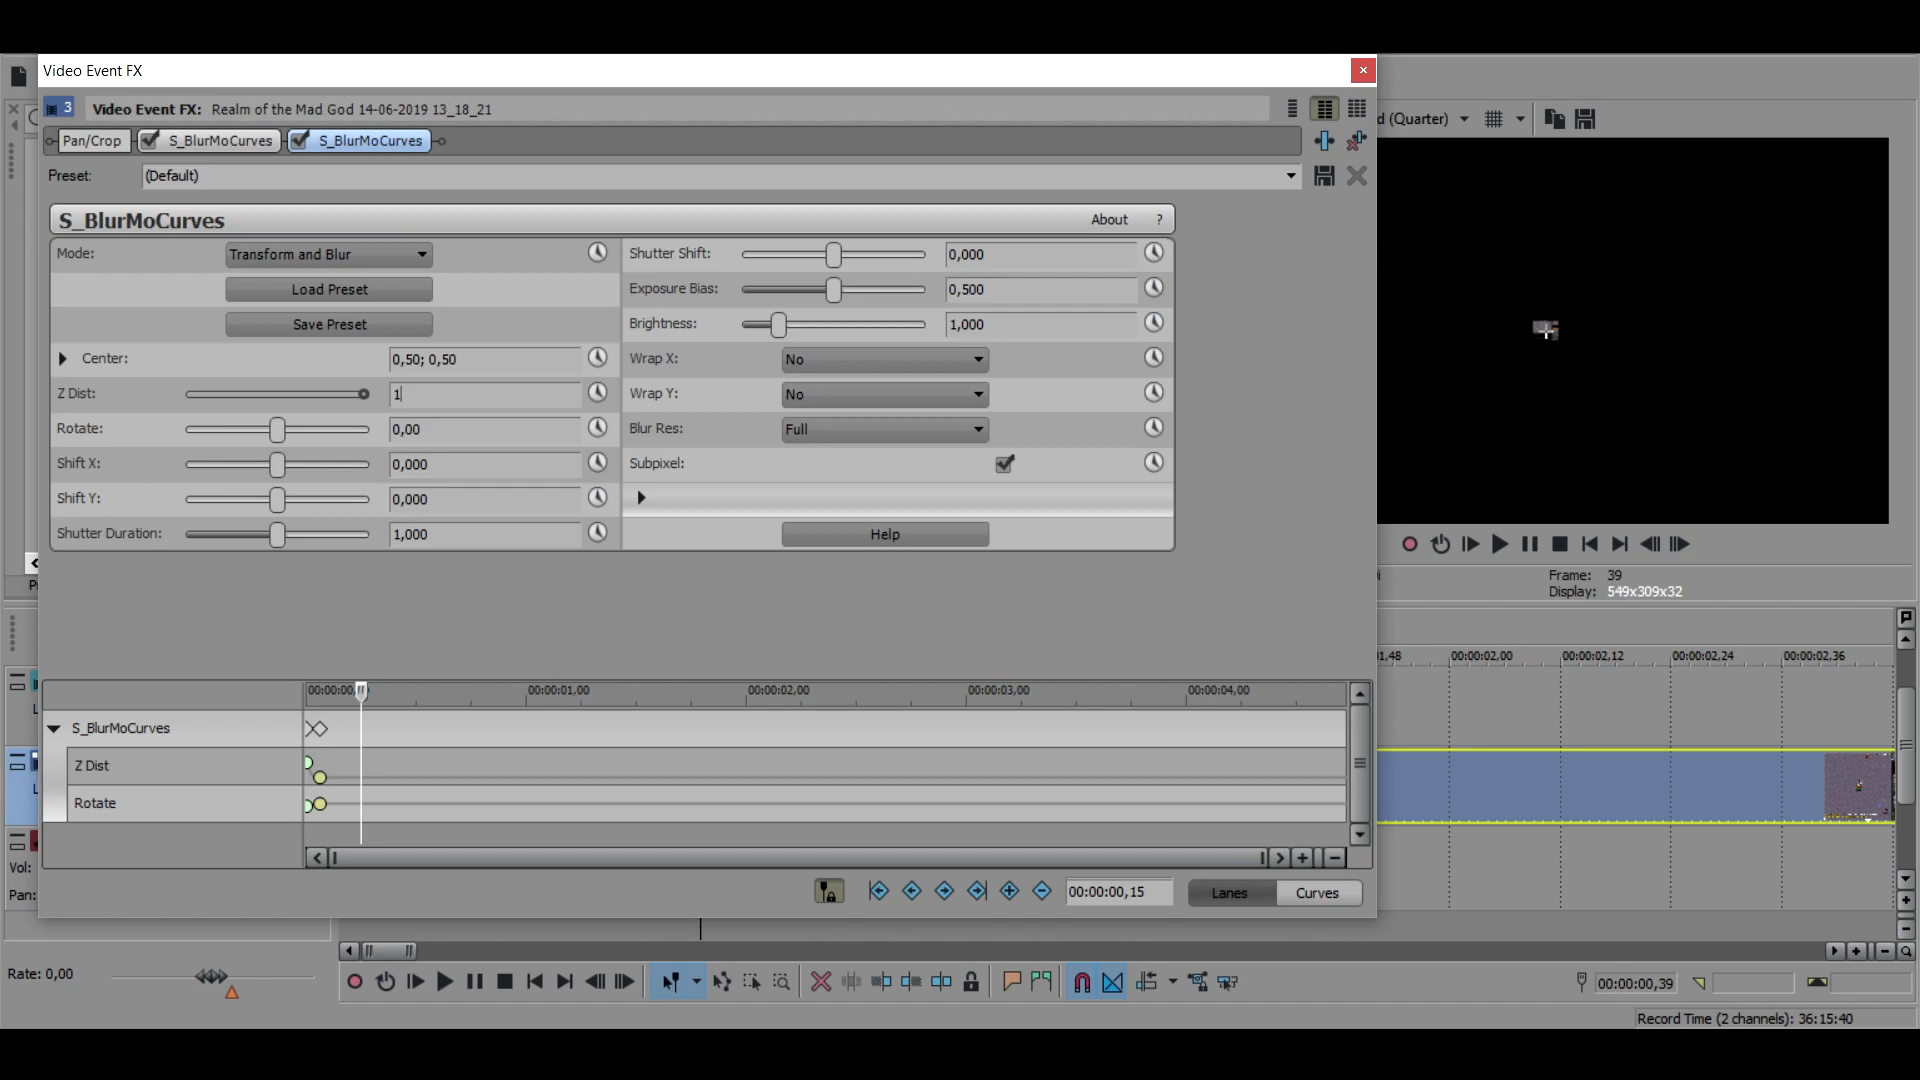 Video Event FX
3
Video Event FX: Realm of the Mad God 14-06-2019 13_18_21
Pan/Crop
S_BlurMoCurves
S_BlurMoCurves
Preset:
(Default)
S_BlurMoCurves
About
?
Mode:
Transform and Blur
Load Preset
Save Preset
Center:
0,50; 0,50
Z Dist:
1
Rotate:
0,00
Shift X:
0,000
Shift Y:
0,000
Shutter Duration:
1,000
Shutter Shift:
0,000
Exposure Bias:
0,500
Brightness:
1,000
Wrap X:
No
Wrap Y:
No
Blur Res:
Full
Subpixel:
Help
(Quarter)
Frame: 39
Display: 549x309x32
00:00:02,00
00:00:02,12
00:00:02,24
00:00:02,36
00:00:01,00
00:00:02,00
00:00:03,00
00:00:04,00
S_BlurMoCurves
Z Dist
Rotate
00:00:00,15
Lanes
Curves
Vol:
Pan:
Rate: 0,00
00:00:00,39
Record Time (2 channels): 36:15:40